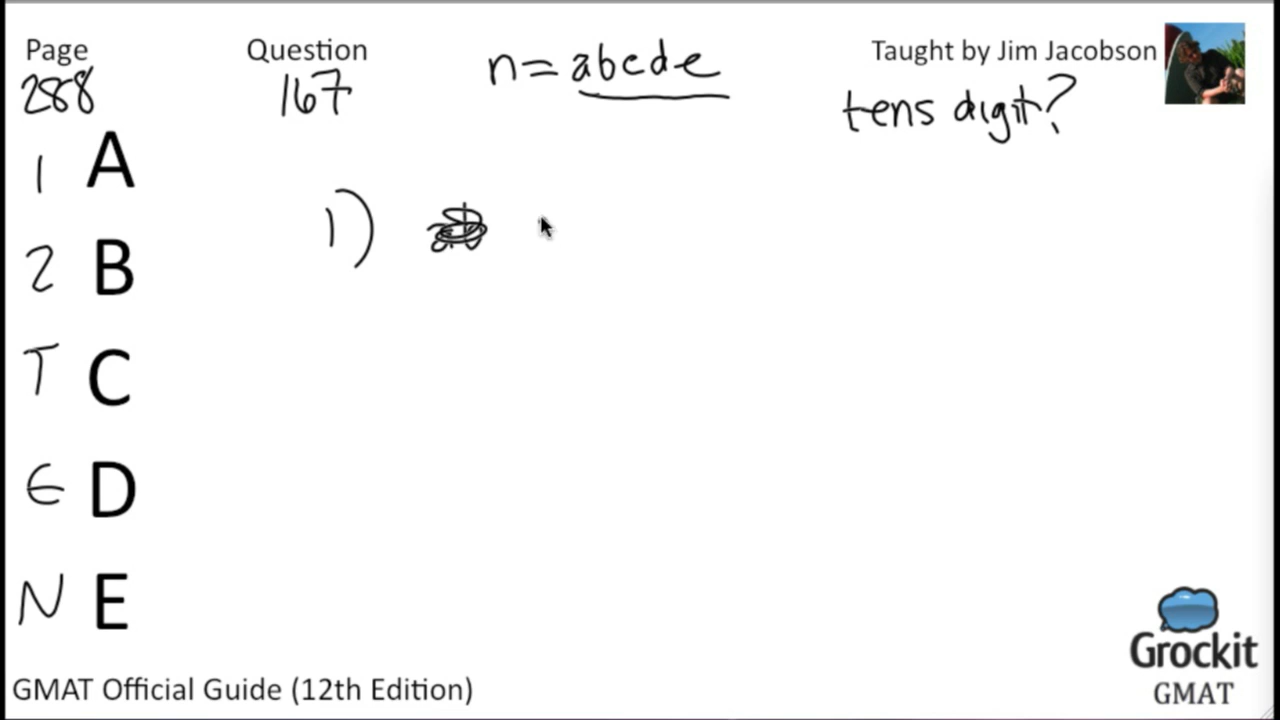 Page Question n = abcde Taught by Jim Jacobson
288 167 tens digit?
1 A
1)
2 B
T C
E D
N E
Grockit
GMAT
GMAT Official Guide (12th Edition)